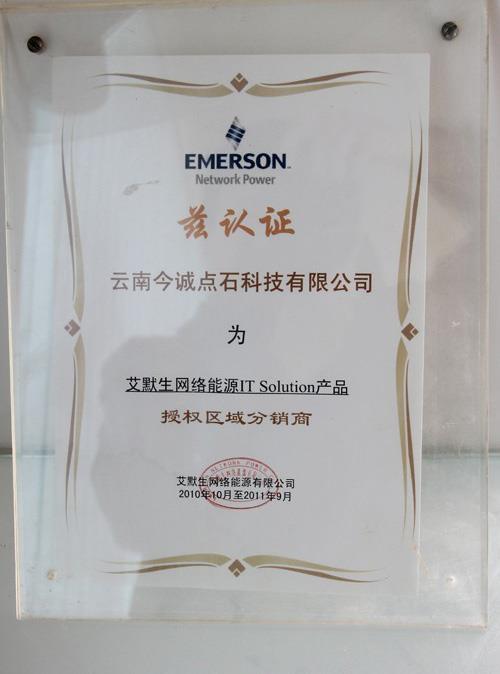 EMERSON
Network Power
兹认证
云南今诚点石科技有限公司
为
艾默生网络能源IT Solution产品
授权区域分销商
艾默生网络能源有限公司
2010年10月至2011年9月